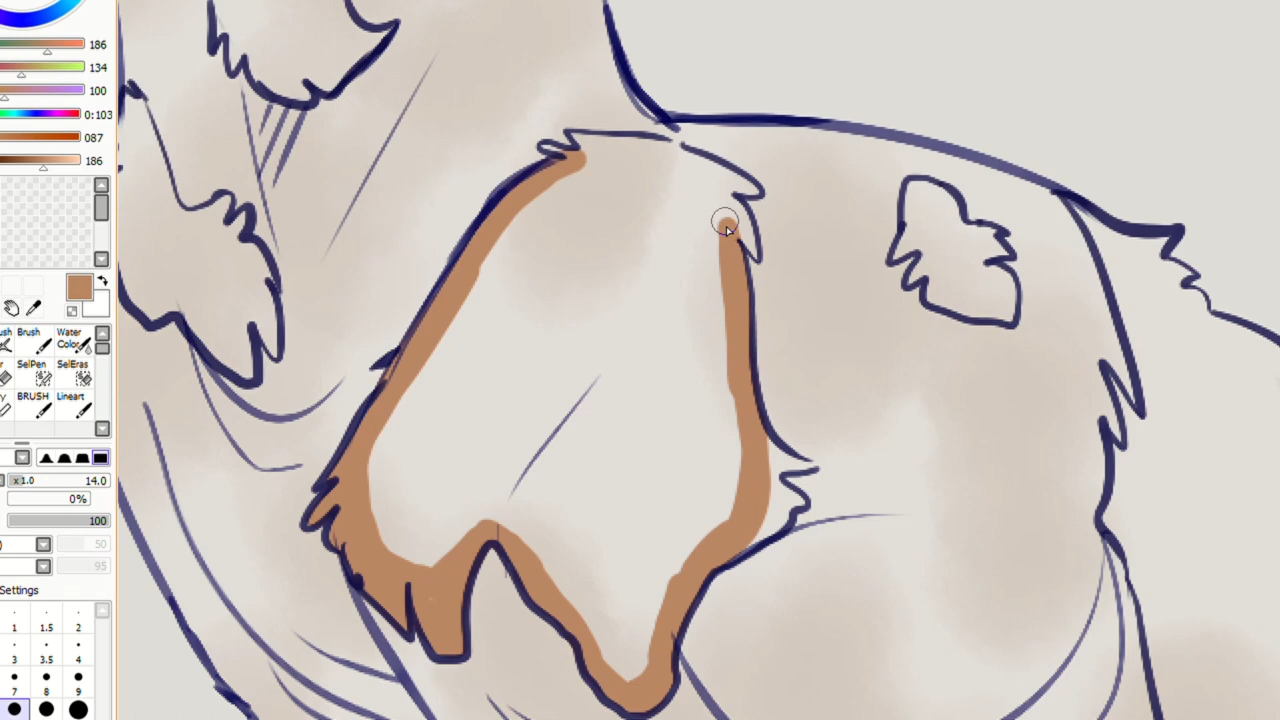 186
134
100
0:103
087
186
Brush
Water
Color
SelPen
SelEras
BRUSH
Lineart
x1.0 14.0
0%
100
50
95
Settings
1 1.5 2
3 3.5 4
7 8 9